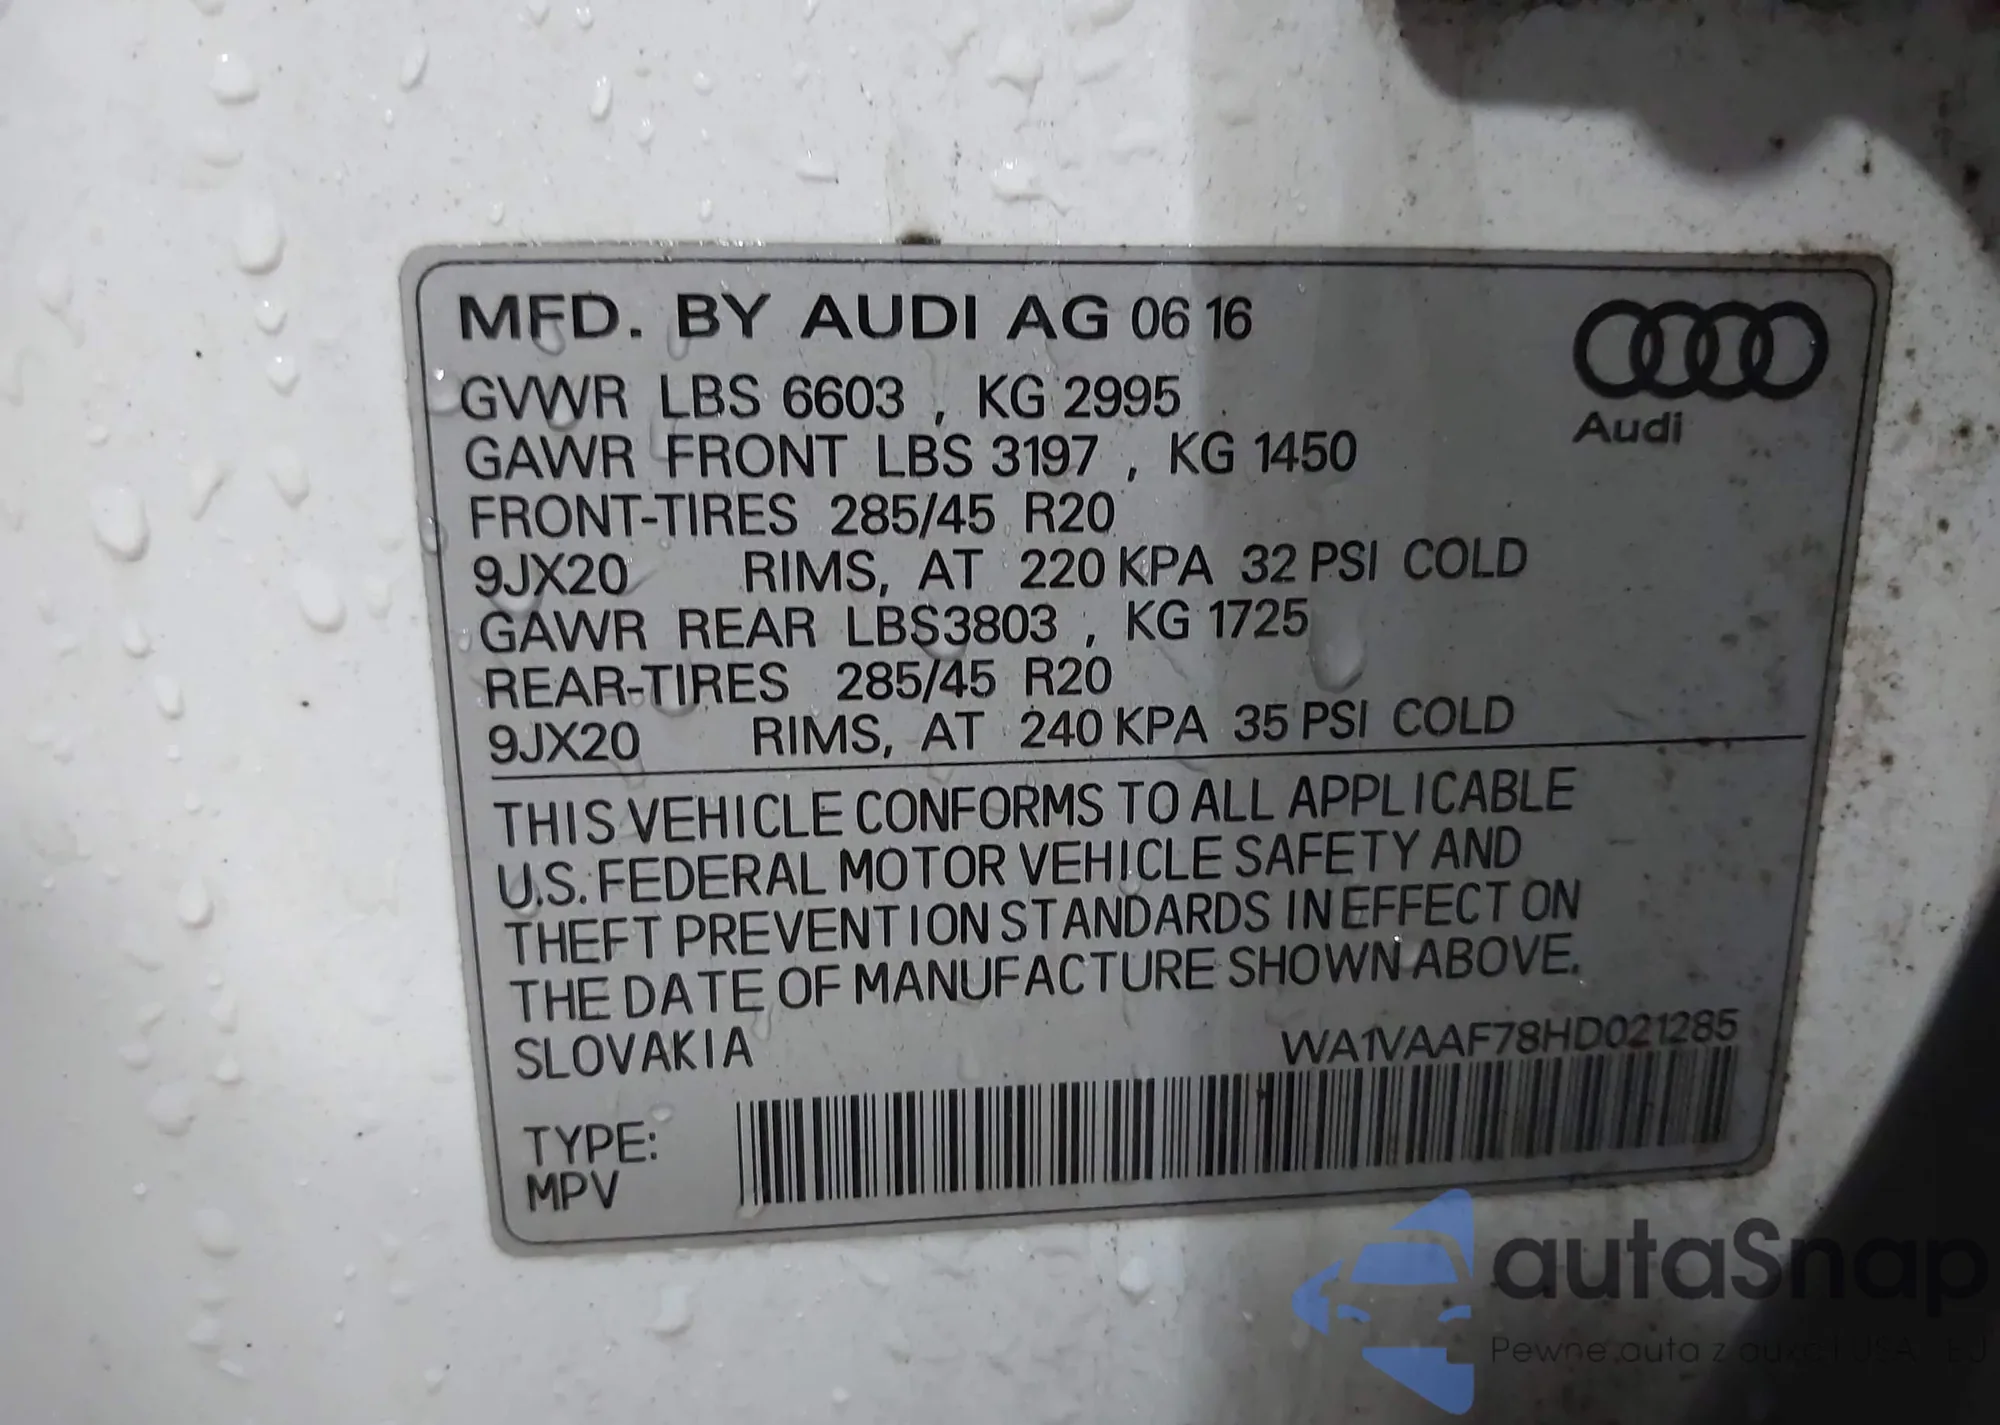 MFD. BY AUDI AG 06 16
GVWR LBS 6603 , KG 2995
GAWR FRONT LBS 3197 , KG 1450
FRONT-TIRES 285/45 R20
9JX20 RIMS, AT 220 KPA 32 PSI COLD
GAWR REAR LBS3803 , KG 1725
REAR-TIRES 285/45 R20
9JX20 RIMS, AT 240 KPA 35 PSI COLD
Audi
THIS VEHICLE CONFORMS TO ALL APPLICABLE
U.S. FEDERAL MOTOR VEHICLE SAFETY AND
THEFT PREVENTION STANDARDS IN EFFECT ON
THE DATE OF MANUFACTURE SHOWN ABOVE.
SLOVAKIA
WA1VAAF78HD021285
TYPE:
MPV
autaSnap
Pewne auta z aukcji USA